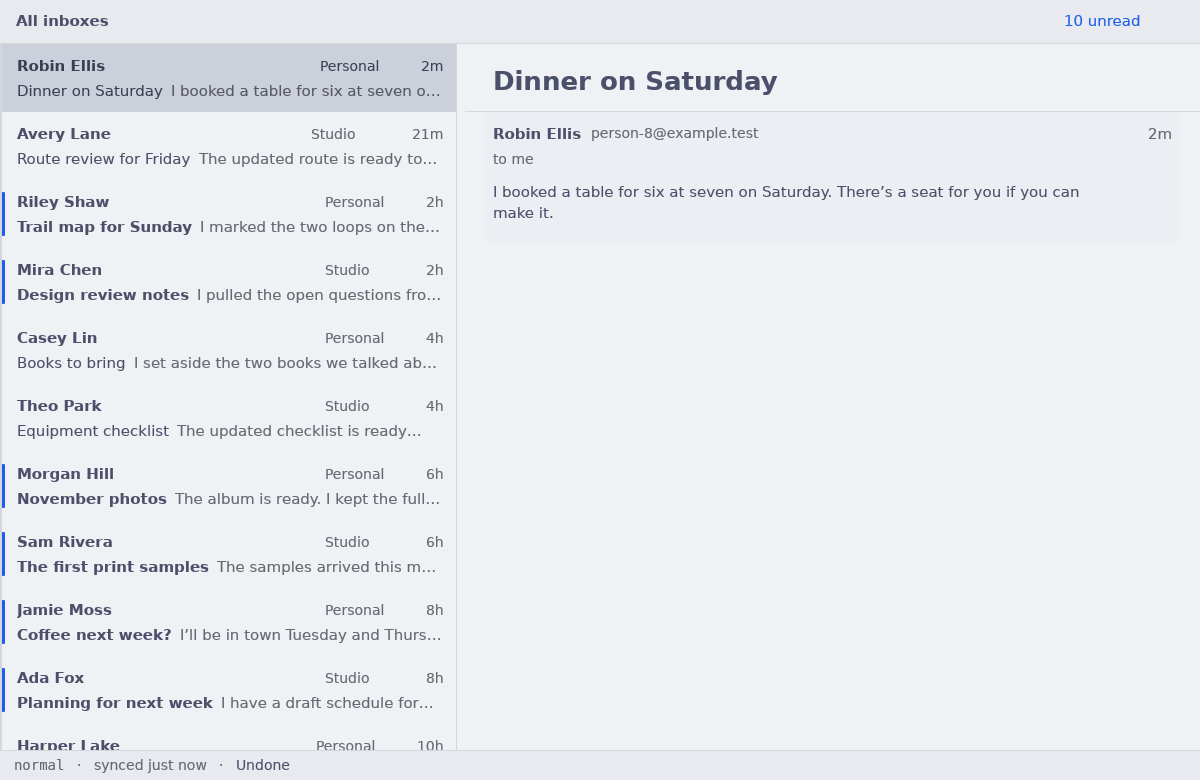 All inboxes
10 unread
Robin Ellis Personal 2m
Dinner on Saturday I booked a table for six at seven o…
Avery Lane Studio 21m
Route review for Friday The updated route is ready to…
Riley Shaw Personal 2h
Trail map for Sunday I marked the two loops on the…
Mira Chen Studio 2h
Design review notes I pulled the open questions fro…
Casey Lin Personal 4h
Books to bring I set aside the two books we talked ab…
Theo Park Studio 4h
Equipment checklist The updated checklist is ready…
Morgan Hill Personal 6h
November photos The album is ready. I kept the full…
Sam Rivera Studio 6h
The first print samples The samples arrived this m…
Jamie Moss Personal 8h
Coffee next week? I’ll be in town Tuesday and Thurs…
Ada Fox Studio 8h
Planning for next week I have a draft schedule for…
Harper Lake Personal 10h
Dinner on Saturday
Robin Ellis person-8@example.test 2m
to me
I booked a table for six at seven on Saturday. There’s a seat for you if you can
make it.
normal · synced just now · Undone